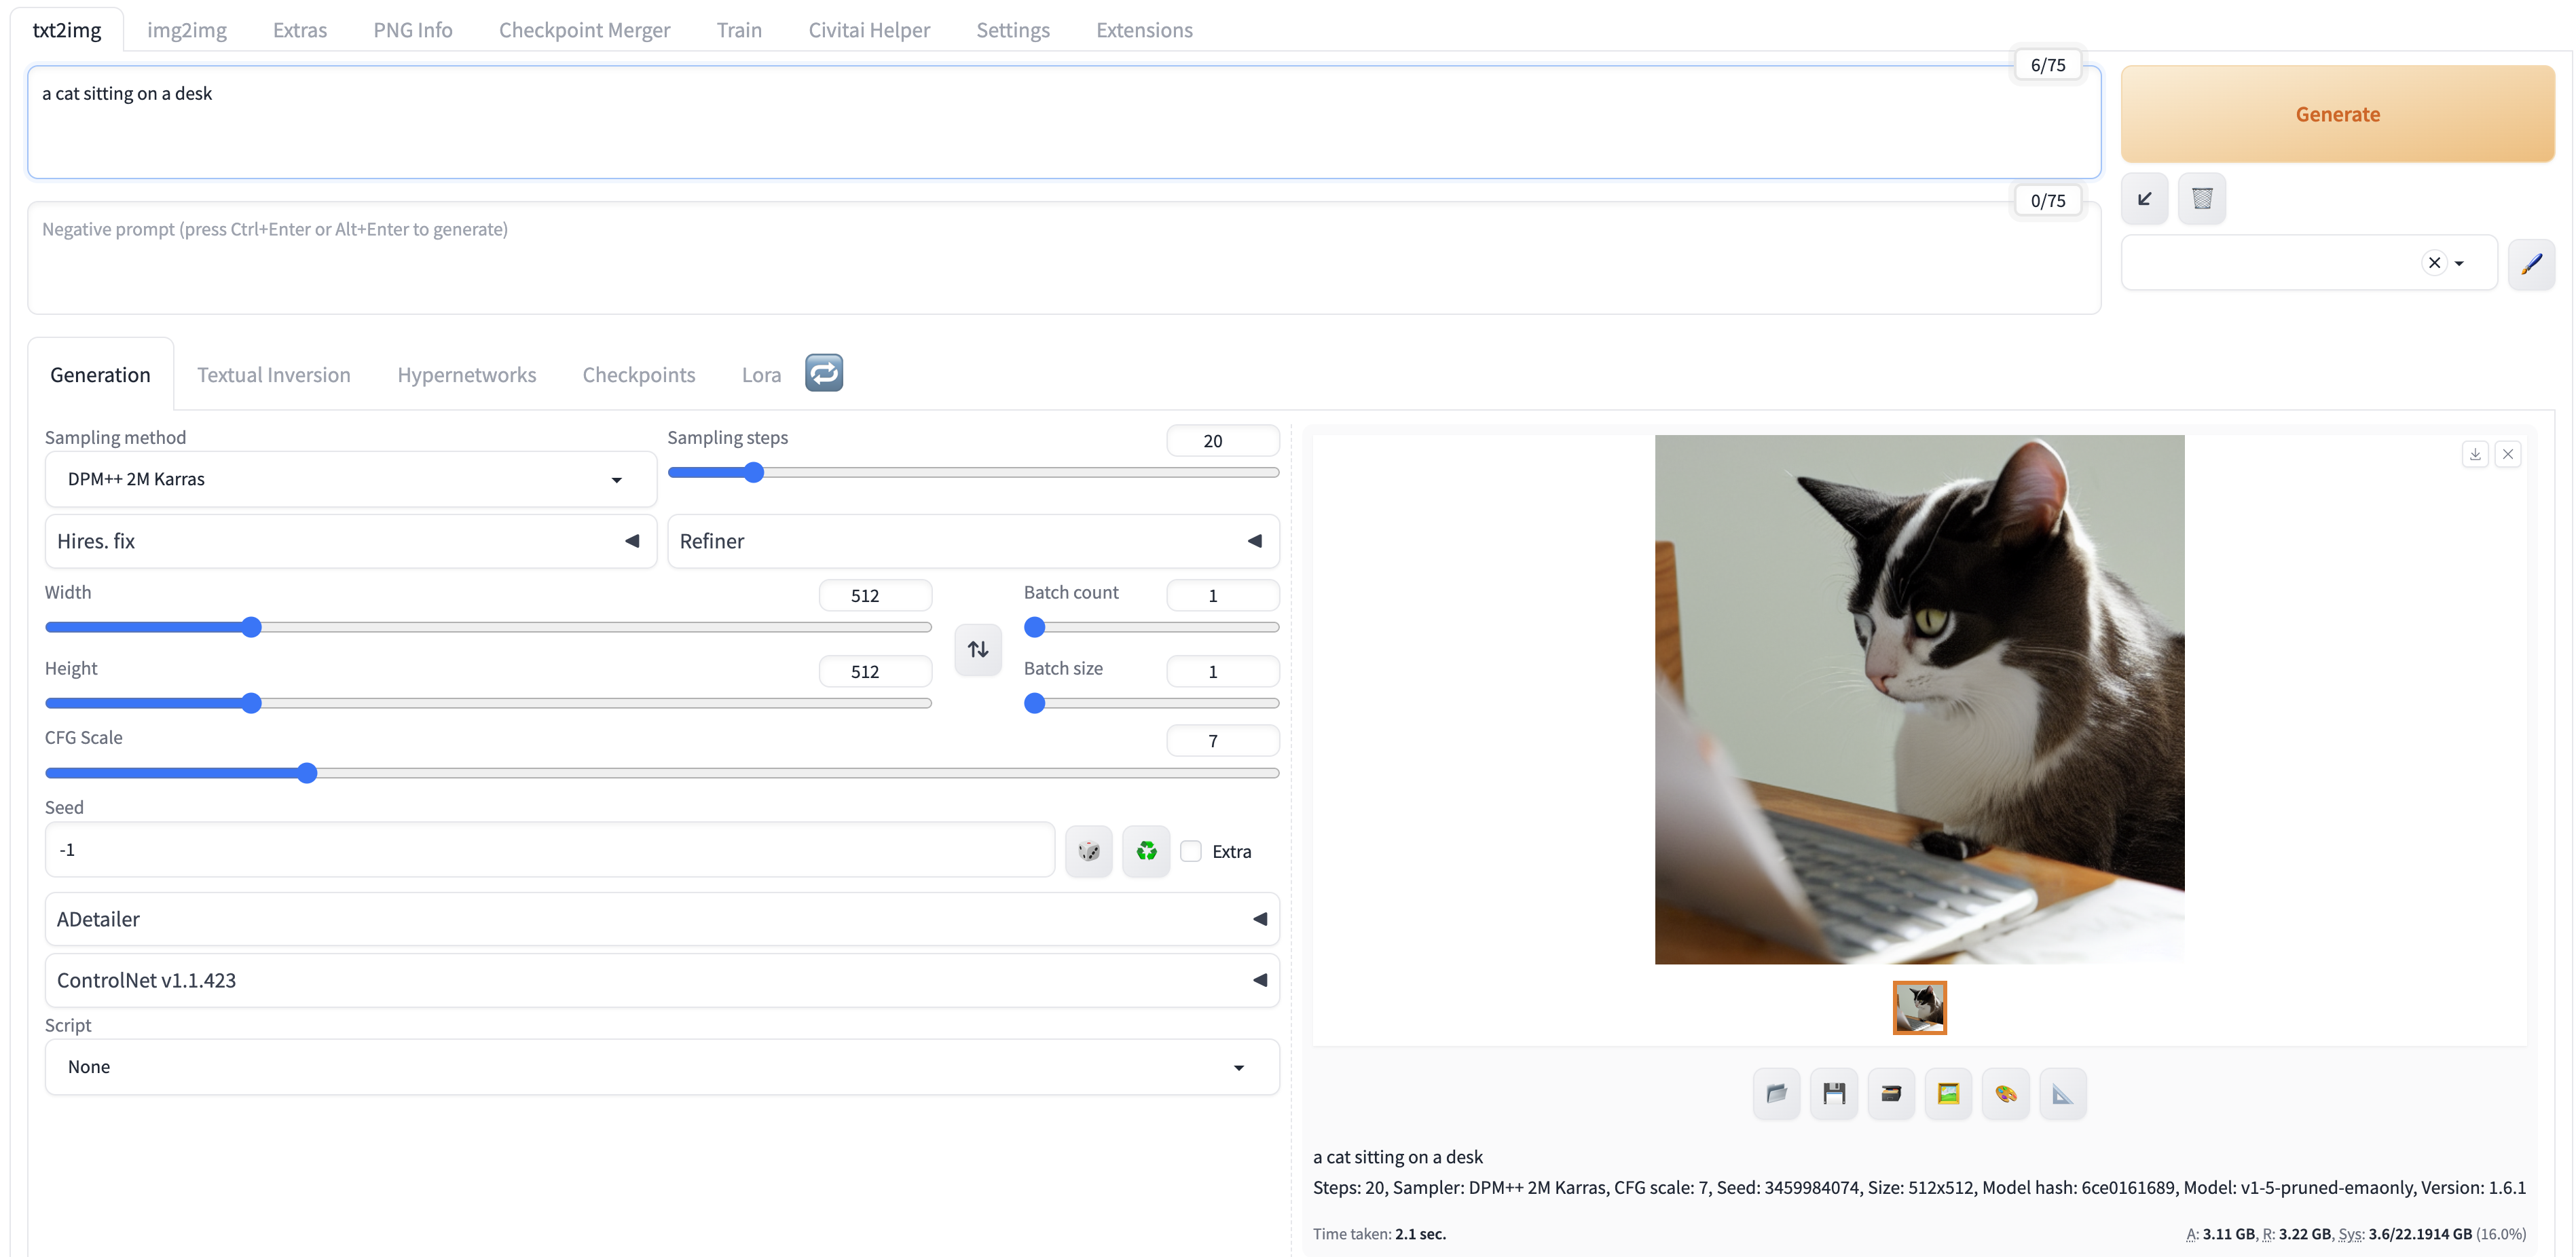 txt2img img2img Extras PNG Info Checkpoint Merger Train Civitai Helper Settings Extensions
6/75
a cat sitting on a desk
Generate
0/75
Negative prompt (press Ctrl+Enter or Alt+Enter to generate)
Generation Textual Inversion Hypernetworks Checkpoints Lora
Sampling method
DPM++ 2M Karras
Sampling steps
20
Hires. fix
Refiner
Width
512
Batch count
1
Height
512
Batch size
1
CFG Scale
7
Seed
-1
Extra
ADetailer
ControlNet v1.1.423
Script
None
a cat sitting on a desk
Steps: 20, Sampler: DPM++ 2M Karras, CFG scale: 7, Seed: 3459984074, Size: 512x512, Model hash: 6ce0161689, Model: v1-5-pruned-emaonly, Version: 1.6.1
Time taken: 2.1 sec.
A: 3.11 GB, R: 3.22 GB, Sys: 3.6/22.1914 GB (16.0%)